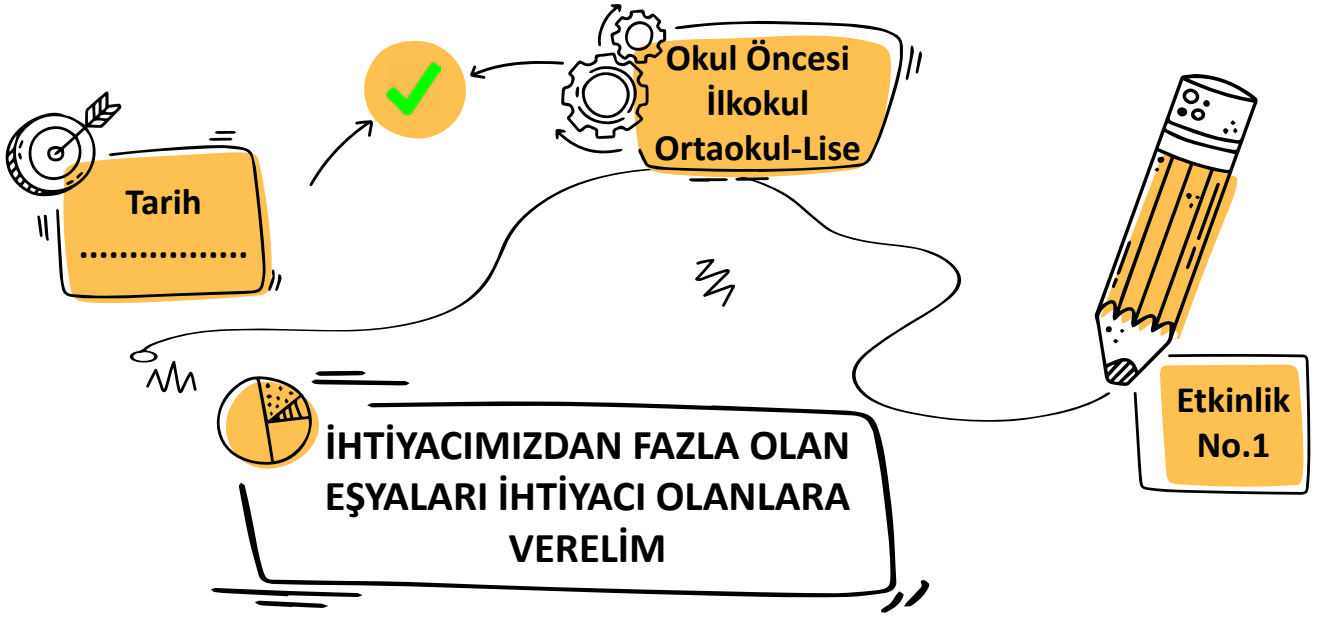 Okul Öncesi
İlkokul
Ortaokul-Lise
Tarih
.................
İHTİYACIMIZDAN FAZLA OLAN
EŞYALARI İHTİYACI OLANLARA
VERELİM
Etkinlik
No.1